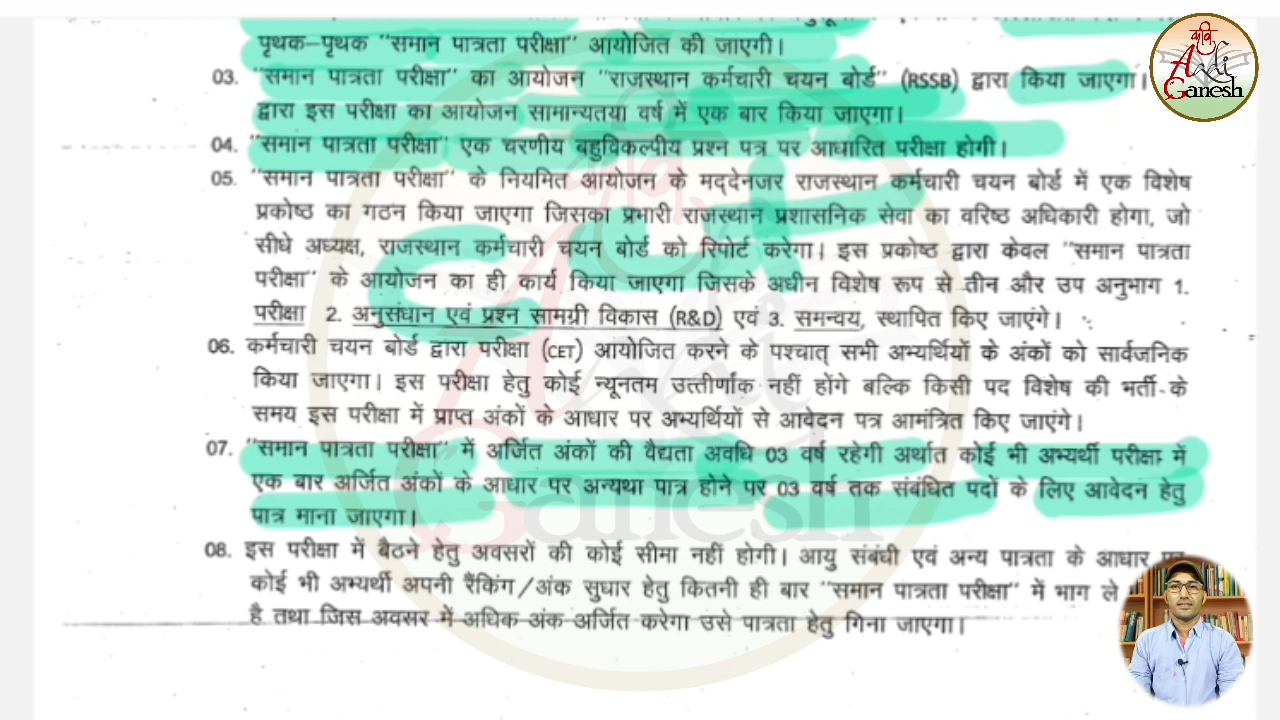 पृथक–पृथक "समान पात्रता परीक्षा" आयोजित की जाएगी।
03. "समान पात्रता परीक्षा" का आयोजन "राजस्थान कर्मचारी चयन बोर्ड" (RSSB) द्वारा किया जाएगा।
द्वारा इस परीक्षा का आयोजन सामान्यतया वर्ष में एक बार किया जाएगा।
04. "समान पात्रता परीक्षा" एक चरणीय बहुविकल्पीय प्रश्न पत्र पर आधारित परीक्षा होगी।
05. "समान पात्रता परीक्षा" के नियमित आयोजन के मद्देनजर राजस्थान कर्मचारी चयन बोर्ड में एक विशेष
प्रकोष्ठ का गठन किया जाएगा जिसका प्रभारी राजस्थान प्रशासनिक सेवा का वरिष्ठ अधिकारी होगा, जो
सीधे अध्यक्ष, राजस्थान कर्मचारी चयन बोर्ड को रिपोर्ट करेगा। इस प्रकोष्ठ द्वारा केवल "समान पात्रता
परीक्षा" के आयोजन का ही कार्य किया जाएगा जिसके अधीन विशेष रूप से तीन और उप अनुभाग 1.
परीक्षा 2. अनुसंधान एवं प्रश्न सामग्री विकास (R&D) एवं 3. समन्वय, स्थापित किए जाएंगे।
06. कर्मचारी चयन बोर्ड द्वारा परीक्षा (CET) आयोजित करने के पश्चात् सभी अभ्यर्थियों के अंकों को सार्वजनिक
किया जाएगा। इस परीक्षा हेतु कोई न्यूनतम उत्तीर्णांक नहीं होंगे बल्कि किसी पद विशेष की भर्ती के
समय इस परीक्षा में प्राप्त अंकों के आधार पर अभ्यर्थियों से आवेदन पत्र आमंत्रित किए जाएंगे।
07. "समान पात्रता परीक्षा" में अर्जित अंकों की वैद्यता अवधि 03 वर्ष रहेगी अर्थात कोई भी अभ्यर्थी परीक्षा में
एक बार अर्जित अंकों के आधार पर अन्यथा पात्र होने पर 03 वर्ष तक संबंधित पदों के लिए आवेदन हेतु
पात्र माना जाएगा।
08. इस परीक्षा में बैठने हेतु अवसरों की कोई सीमा नहीं होगी। आयु संबंधी एवं अन्य पात्रता के आधार पर
कोई भी अभ्यर्थी अपनी रैंकिंग/अंक सुधार हेतु कितनी ही बार "समान पात्रता परीक्षा" में भाग ले
है तथा जिस अवसर में अधिक अंक अर्जित करेगा उसे पात्रता हेतु गिना जाएगा।
कवि
Adi
Ganesh